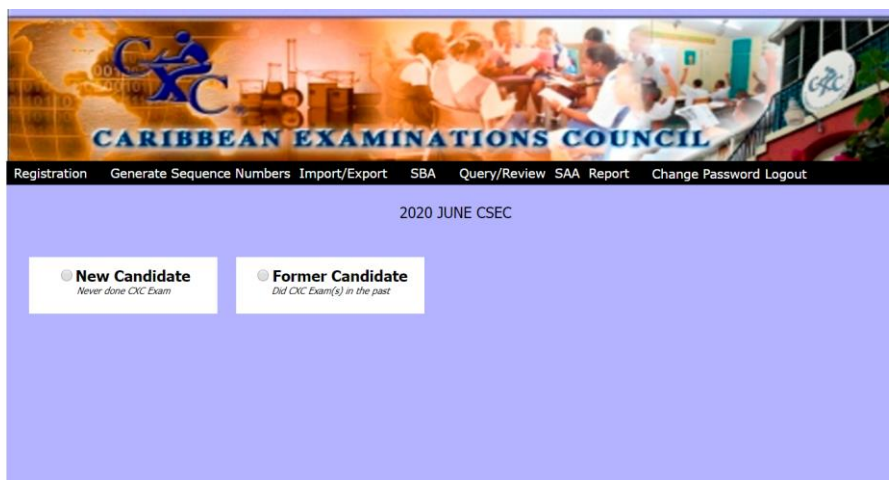 CXC
CXC
CARIBBEAN EXAMINATIONS COUNCIL
Registration Generate Sequence Numbers Import/Export SBA Query/Review SAA Report Change Password Logout
2020 JUNE CSEC
New Candidate Former Candidate
Never done CXC Exam Did CXC Exam(s) in the past